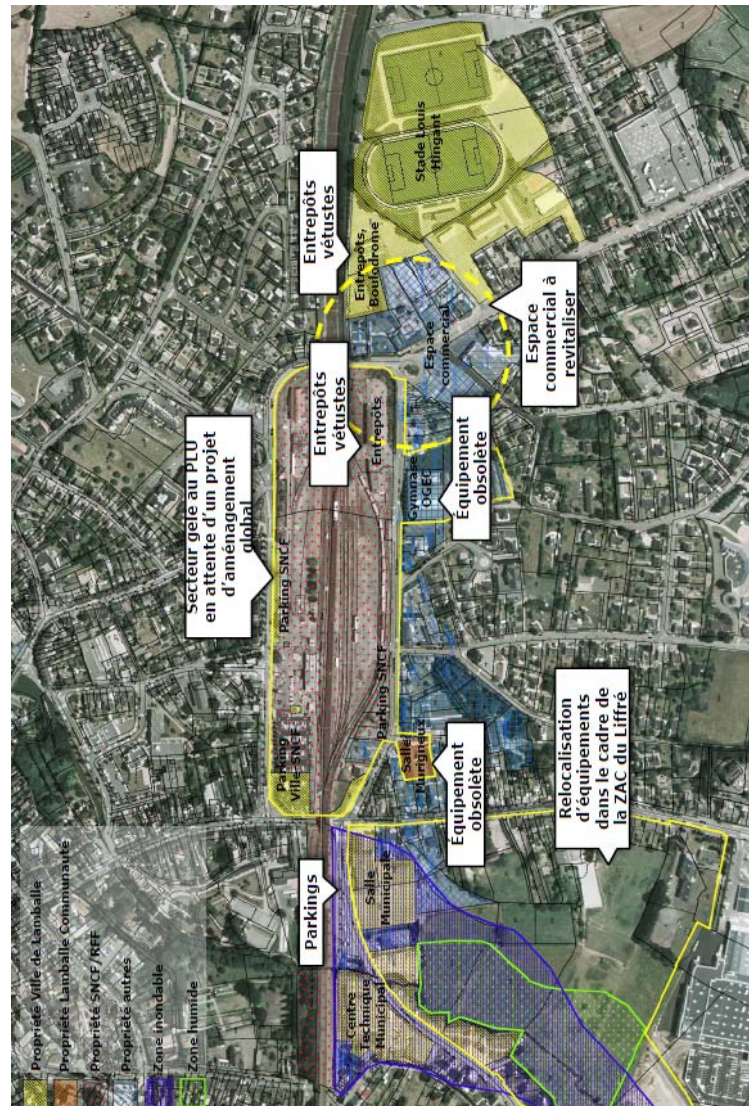 Propriété Ville de Lamballe
Propriété Lamballe Communauté
Propriété SNCF/RFF
Propriété autres
Zone inondable
Zone humide
Secteur gelé au PLU
en attente d'un projet
d'aménagement
global
Entrepôts
vétustes
Entrepôts
vétustes
Parkings
Parking
Ville-SNCF
Parking SNCF
Parking SNCF
Entrepôts
Entrepôts,
Boulodrome
Stade Louis
Hingant
Centre
Technique
Municipal
Salle
Municipale
Salle
Murigneux
Gymnase
OGEC
Espace
commercial
Équipement
obsolète
Équipement
obsolète
Espace
commercial à
revitaliser
Relocalisation
d'équipements
dans le cadre de
la ZAC du Liffré